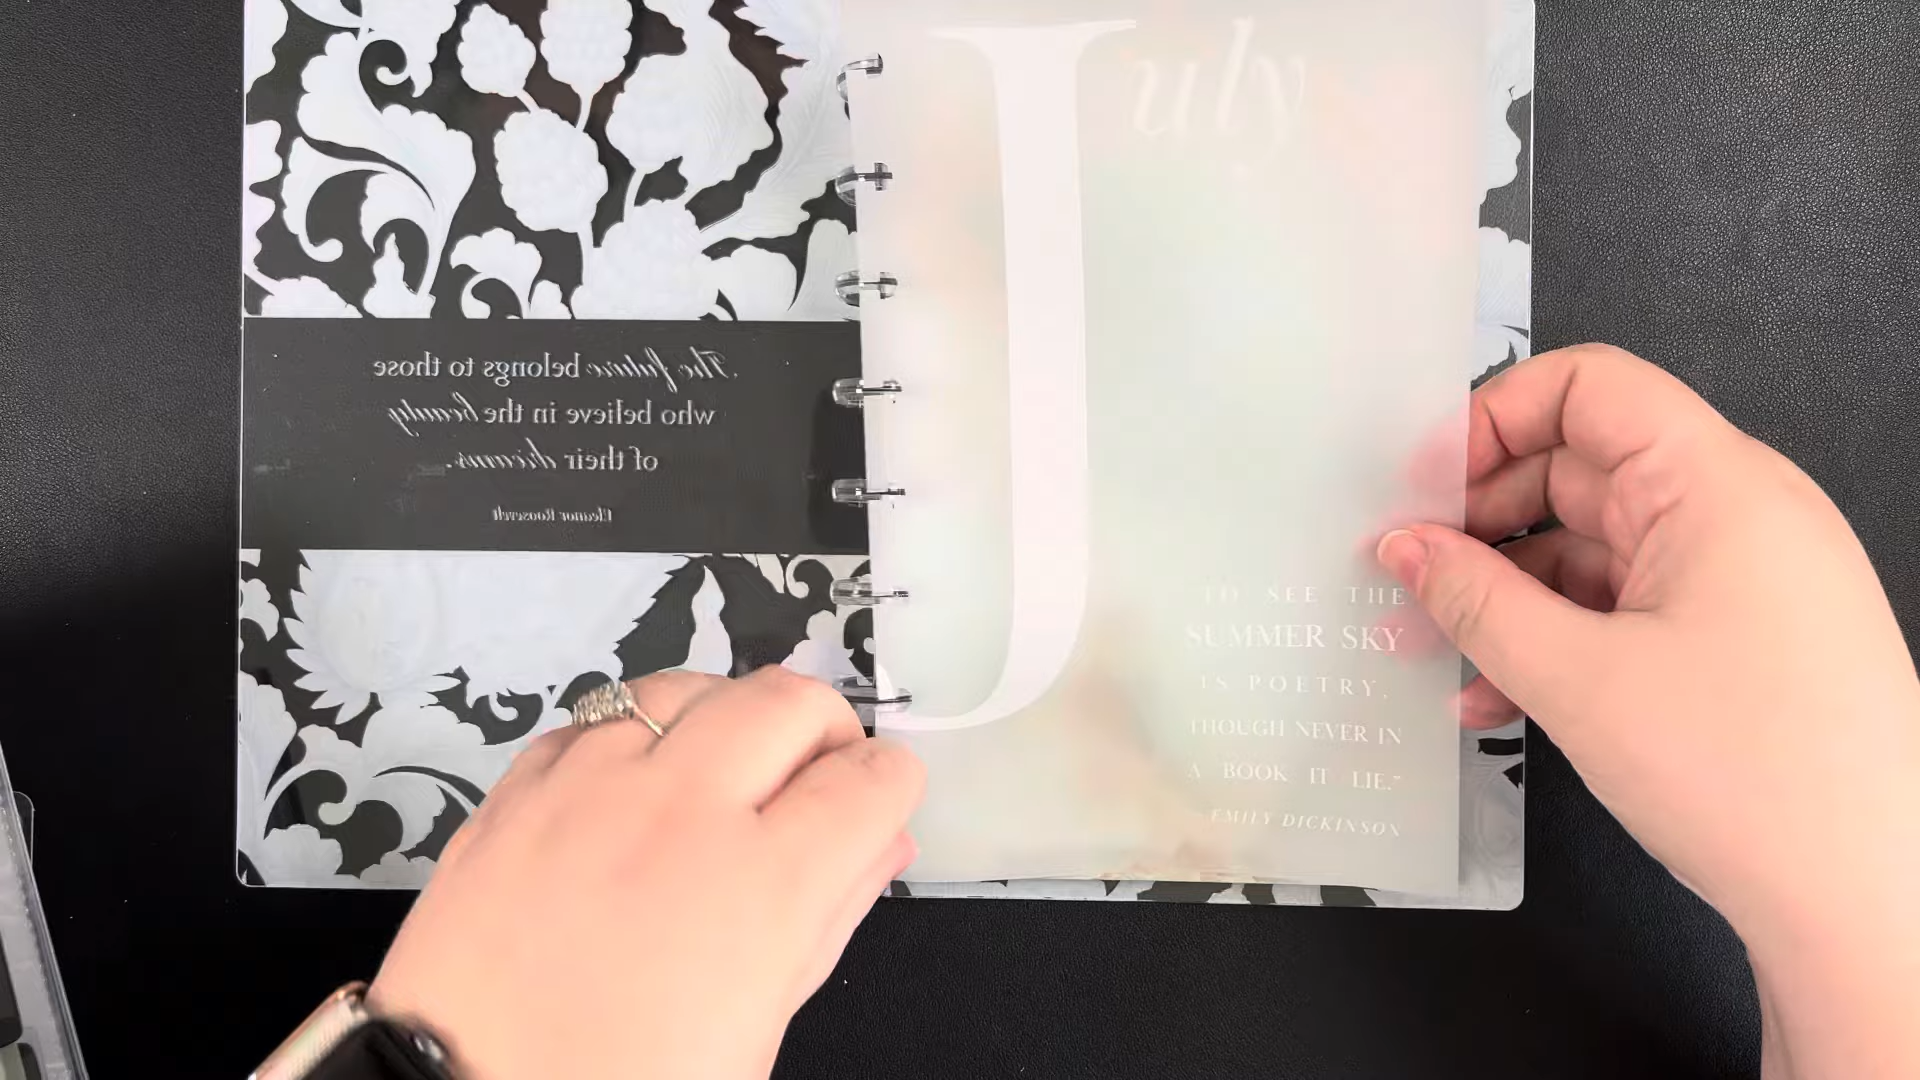 The future belongs to those
who believe in the beauty
of their dreams.
Eleanor Roosevelt
July
TO SEE THE
SUMMER SKY
IS POETRY,
THOUGH NEVER IN
A BOOK IT LIE."
EMILY DICKINSON